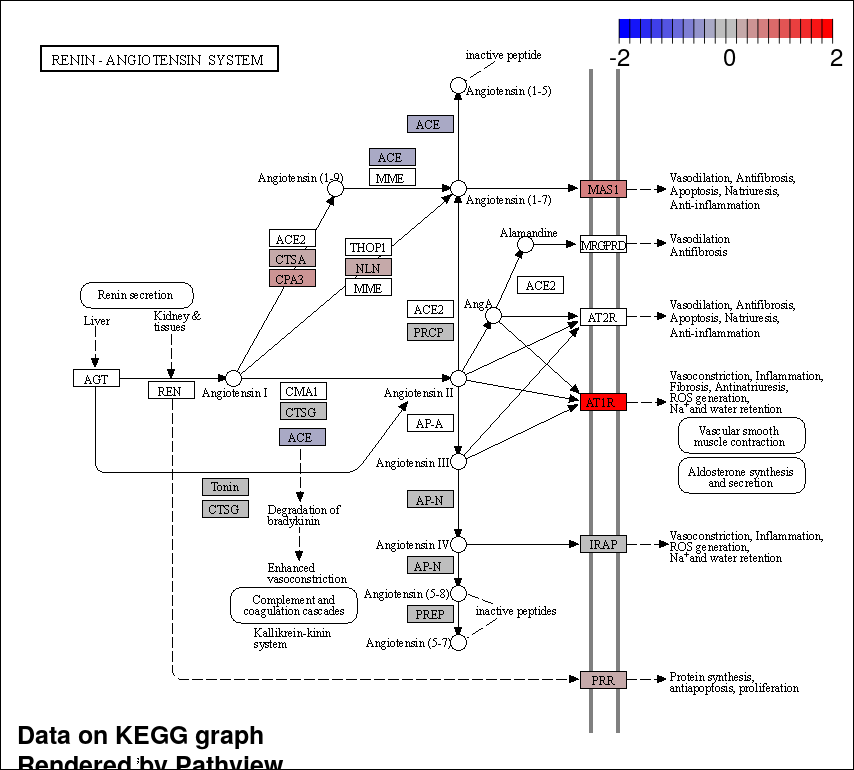 -2 0 2
RENIN - ANGIOTENSIN SYSTEM
inactive peptide
Angiotensin (1-5)
ACE
ACE
MME
Angiotensin (1-9)
Angiotensin (1-7)
MAS1
Vasodilation, Antifibrosis,
Apoptosis, Natriuresis,
Anti-inflammation
ACE2
CTSA
CPA3
THOP1
NLN
MME
Alamandine
MRGPRD
Vasodilation
Antifibrosis
ACE2
Renin secretion
Liver
Kidney &
tissues
ACE2
PRCP
AngA
AT2R
Vasodilation, Antifibrosis,
Apoptosis, Natriuresis,
Anti-inflammation
AGT
REN
Angiotensin I
CMA1
CTSG
ACE
Angiotensin II
AT1R
Vasoconstriction, Inflammation,
Fibrosis, Antinatriuresis,
ROS generation,
Na+ and water retention
Vascular smooth
muscle contraction
Aldosterone synthesis
and secretion
AP-A
Angiotensin III
Tonin
CTSG
AP-N
Degradation of
bradykinin
Angiotensin IV
IRAP
Vasoconstriction, Inflammation,
ROS generation,
Na+ and water retention
Enhanced
vasoconstriction
AP-N
Complement and
coagulation cascades
Angiotensin (5-8)
PREP
inactive peptides
Kallikrein-kinin
system
Angiotensin (5-7)
PRR
Protein synthesis,
antiapoptosis, proliferation
Data on KEGG graph
Rendered by Pathview